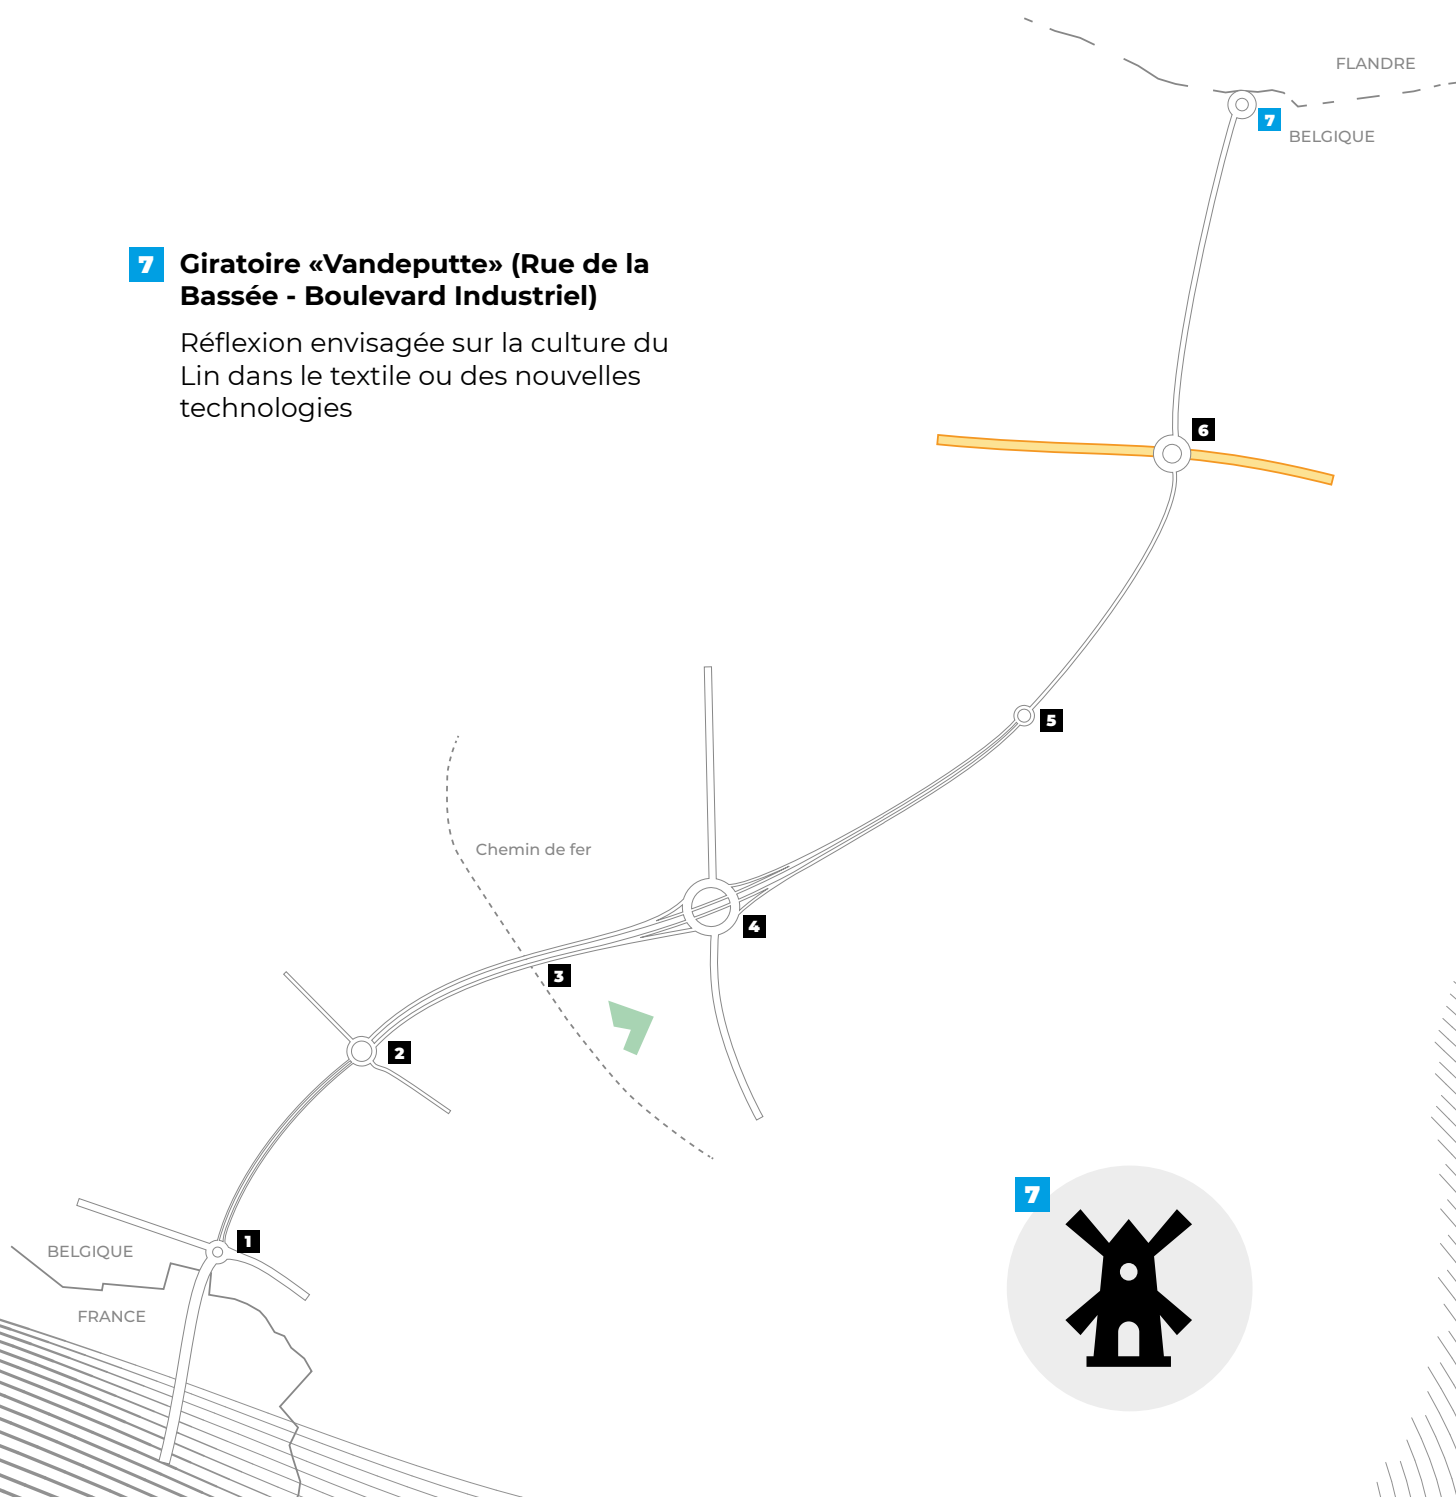 FLANDRE
7
BELGIQUE
7 Giratoire «Vandeputte» (Rue de la
Bassée - Boulevard Industriel)
Réflexion envisagée sur la culture du
Lin dans le textile ou des nouvelles
technologies
6
5
Chemin de fer
4
3
2
7
1
BELGIQUE
FRANCE